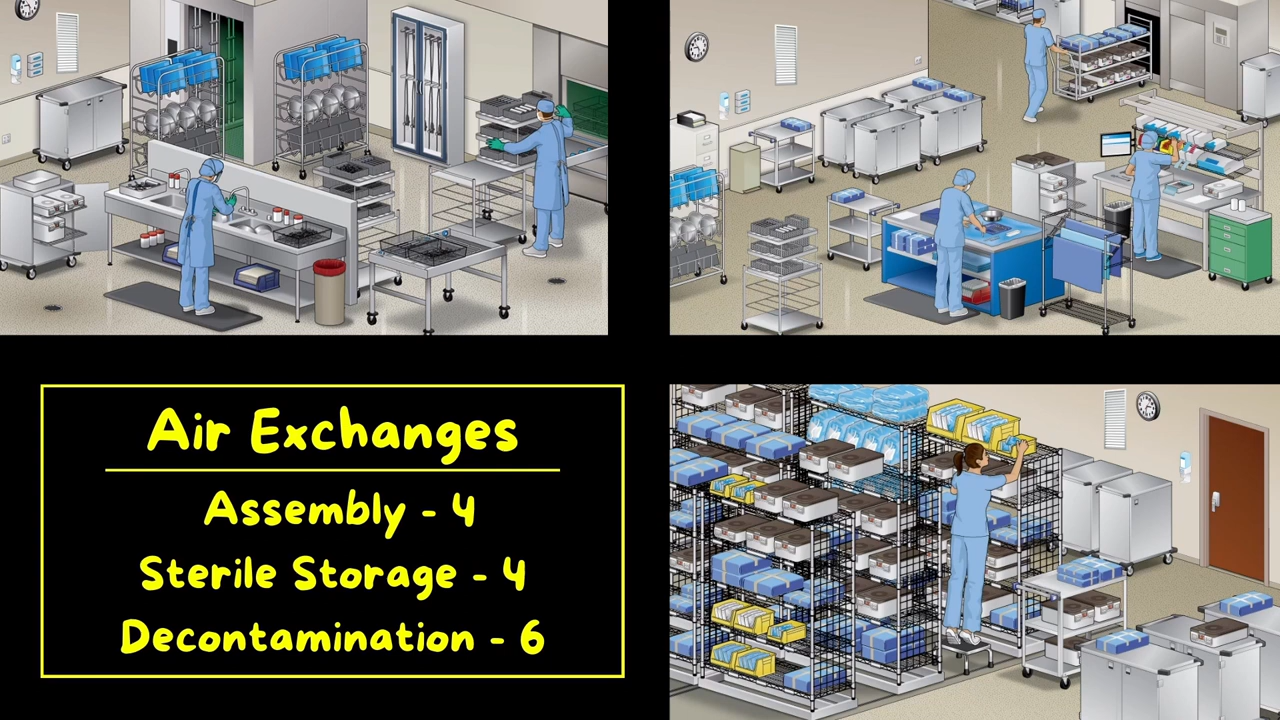 Air Exchanges
Assembly - 4
Sterile Storage - 4
Decontamination - 6